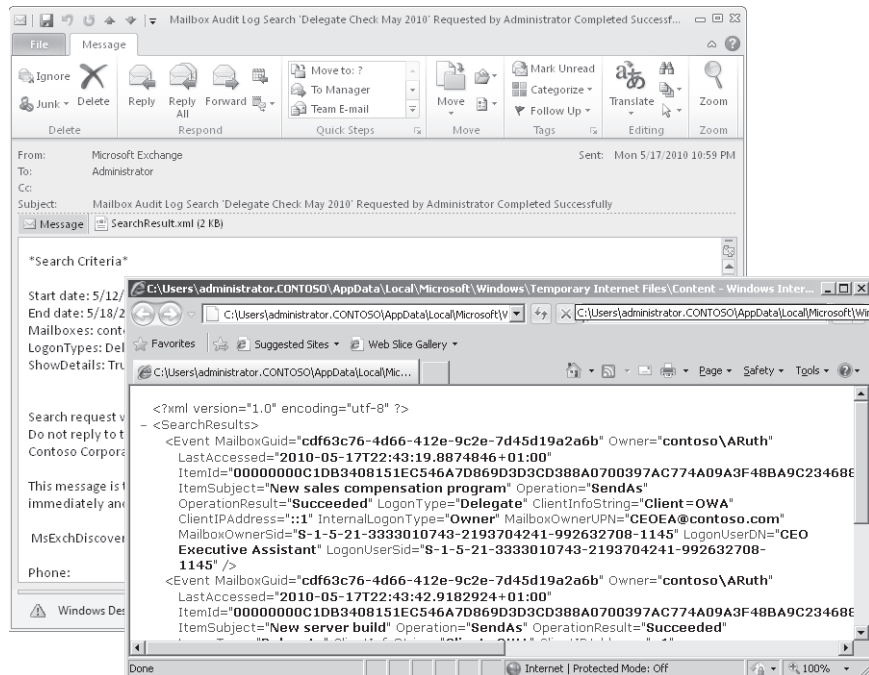 Mailbox Audit Log Search 'Delegate Check May 2010' Requested by Administrator Completed Successf...
File
Message
Ignore
Junk
Delete
Reply
Reply All
Forward
Move to: ?
To Manager
Team E-mail
Move
Mark Unread
Categorize
Follow Up
Translate
Zoom
Delete
Respond
Quick Steps
Move
Tags
Editing
Zoom
From: Microsoft Exchange
Sent: Mon 5/17/2010 10:59 PM
To: Administrator
Cc:
Subject: Mailbox Audit Log Search 'Delegate Check May 2010' Requested by Administrator Completed Successfully
Message
SearchResult.xml (2 KB)
*Search Criteria*
Start date: 5/12/
End date: 5/18/2
Mailboxes: cont
LogonTypes: Del
ShowDetails: Tru
Search request
Do not reply to t
Contoso Corpora
This message is t
immediately an
MsExchDiscover
Phone:
Windows Des
C:\Users\administrator.CONTOSO\AppData\Local\Microsoft\Windows\Temporary Internet Files\Content - Windows Inter...
C:\Users\administrator.CONTOSO\AppData\Local\Microsoft\V
C:\Users\administrator.CONTOSO\AppData\Local\Microsoft\Wi
Favorites
Suggested Sites
Web Slice Gallery
C:\Users\administrator.CONTOSO\AppData\Local\Mic...
Page
Safety
Tools
<?xml version="1.0" encoding="utf-8" ?>
- <SearchResults>
<Event MailboxGuid="cdf63c76-4d66-412e-9c2e-7d45d19a2a6b" Owner="contoso\ARuth"
LastAccessed="2010-05-17T22:43:19.8874846+01:00"
ItemId="00000000C1DB3408151EC546A7D869D3D3CD388A0700397AC774A09A3F48BA9C234688
ItemSubject="New sales compensation program" Operation="SendAs"
OperationResult="Succeeded" LogonType="Delegate" ClientInfoString="Client=OWA"
ClientIPAddress="::1" InternalLogonType="Owner" MailboxOwnerUPN="CEOEA@contoso.com"
MailboxOwnerSid="S-1-5-21-3333010743-2193704241-992632708-1145" LogonUserDN="CEO
Executive Assistant" LogonUserSid="S-1-5-21-3333010743-2193704241-992632708-
1145" />
<Event MailboxGuid="cdf63c76-4d66-412e-9c2e-7d45d19a2a6b" Owner="contoso\ARuth"
LastAccessed="2010-05-17T22:43:42.9182924+01:00"
ItemId="00000000C1DB3408151EC546A7D869D3D3CD388A0700397AC774A09A3F48BA9C234688
ItemSubject="New server build" Operation="SendAs" OperationResult="Succeeded"
Done
Internet | Protected Mode: Off
100%